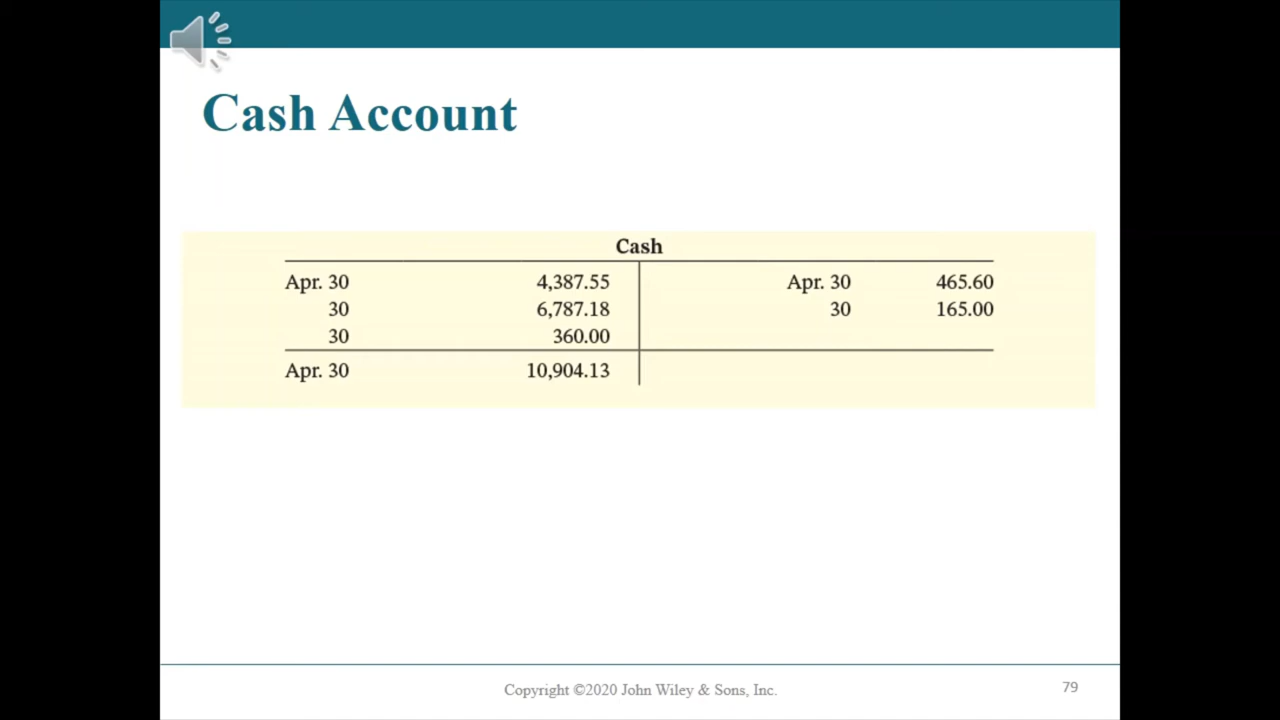 Cash Account
Cash
Apr. 30 4,387.55 Apr. 30 465.60
30 6,787.18 30 165.00
30 360.00
Apr. 30 10,904.13
Copyright ©2020 John Wiley & Sons, Inc. 79